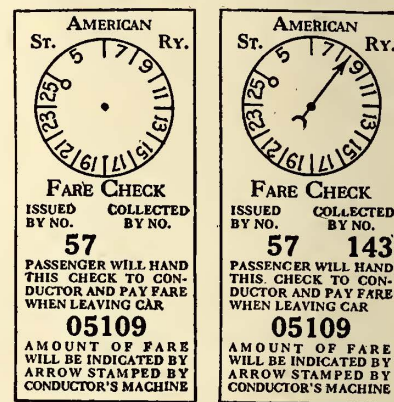 AMERICAN
ST. RY.
5 7 9 11 13 15 17 19 21 23 25
FARE CHECK
ISSUED COLLECTED
BY NO. BY NO.
57
PASSENGER WILL HAND
THIS CHECK TO CON-
DUCTOR AND PAY FARE
WHEN LEAVING CAR
05109
AMOUNT OF FARE
WILL BE INDICATED BY
ARROW STAMPED BY
CONDUCTOR'S MACHINE
AMERICAN
ST. RY.
5 7 9 11 13 15 17 19 21 23 25
FARE CHECK
ISSUED COLLECTED
BY NO. BY NO.
57 143
PASSENGER WILL HAND
THIS CHECK TO CON-
DUCTOR AND PAY FARE
WHEN LEAVING CAR
05109
AMOUNT OF FARE
WILL BE INDICATED BY
ARROW STAMPED BY
CONDUCTOR'S MACHINE